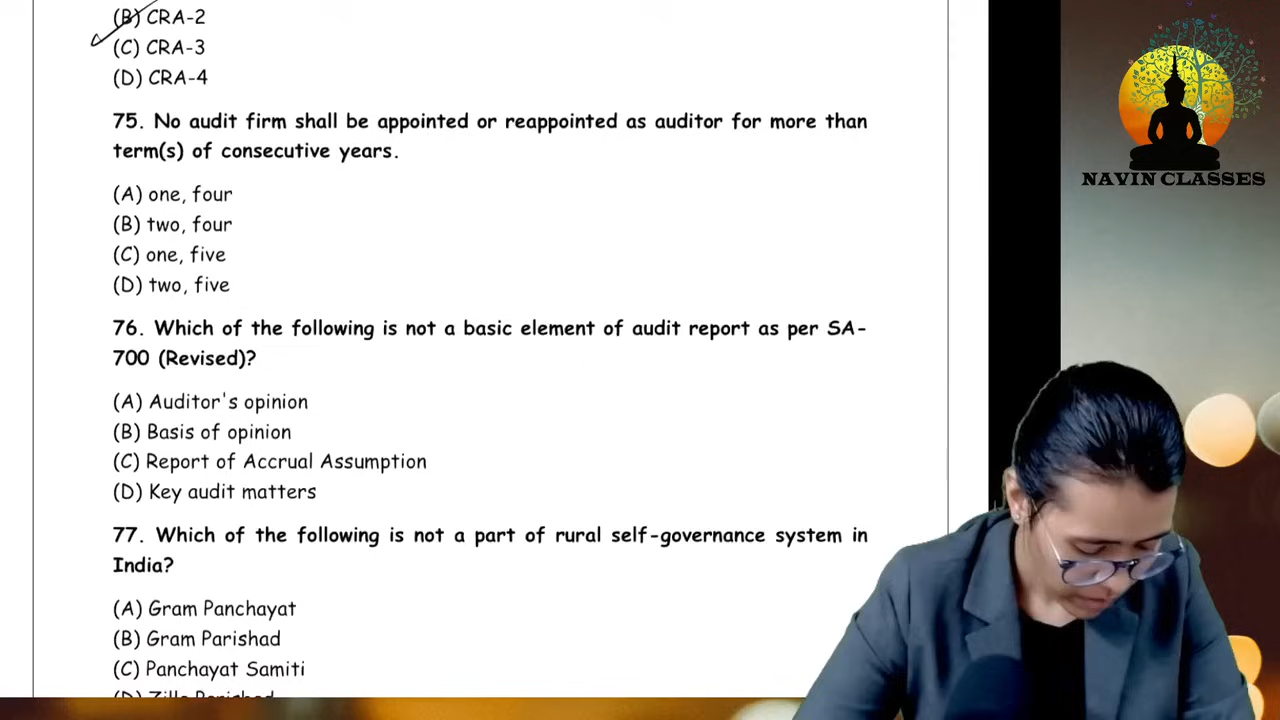 (B) CRA-2
(C) CRA-3
(D) CRA-4
75. No audit firm shall be appointed or reappointed as auditor for more than
term(s) of consecutive years.
(A) one, four
(B) two, four
(C) one, five
(D) two, five
76. Which of the following is not a basic element of audit report as per SA-
700 (Revised)?
(A) Auditor's opinion
(B) Basis of opinion
(C) Report of Accrual Assumption
(D) Key audit matters
77. Which of the following is not a part of rural self-governance system in
India?
(A) Gram Panchayat
(B) Gram Parishad
(C) Panchayat Samiti
(D) Zilla Parishad
NAVIN CLASSES